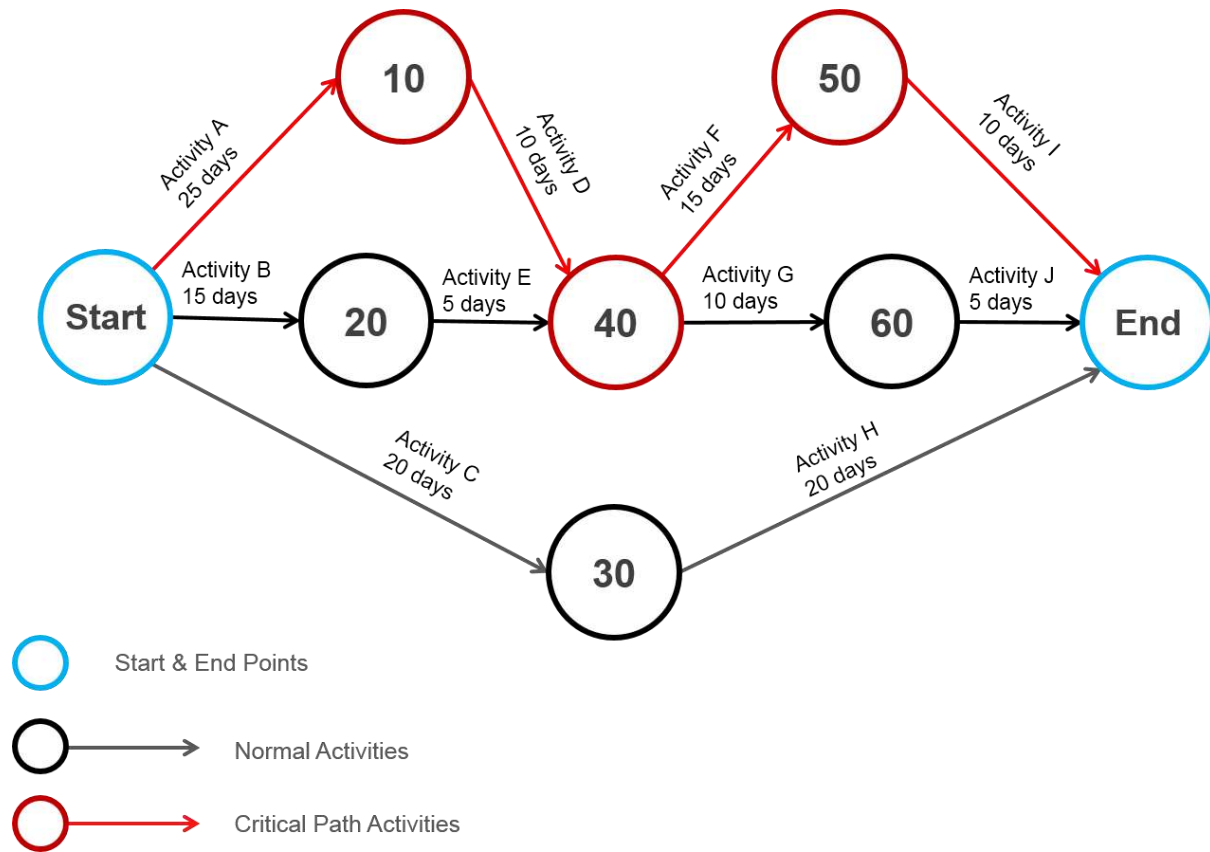 10
50
Activity A
25 days
Activity D
10 days
Activity F
15 days
Activity I
10 days
Start
Activity B
15 days
20
Activity E
5 days
40
Activity G
10 days
60
Activity J
5 days
End
Activity C
20 days
30
Activity H
20 days
Start & End Points
Normal Activities
Critical Path Activities